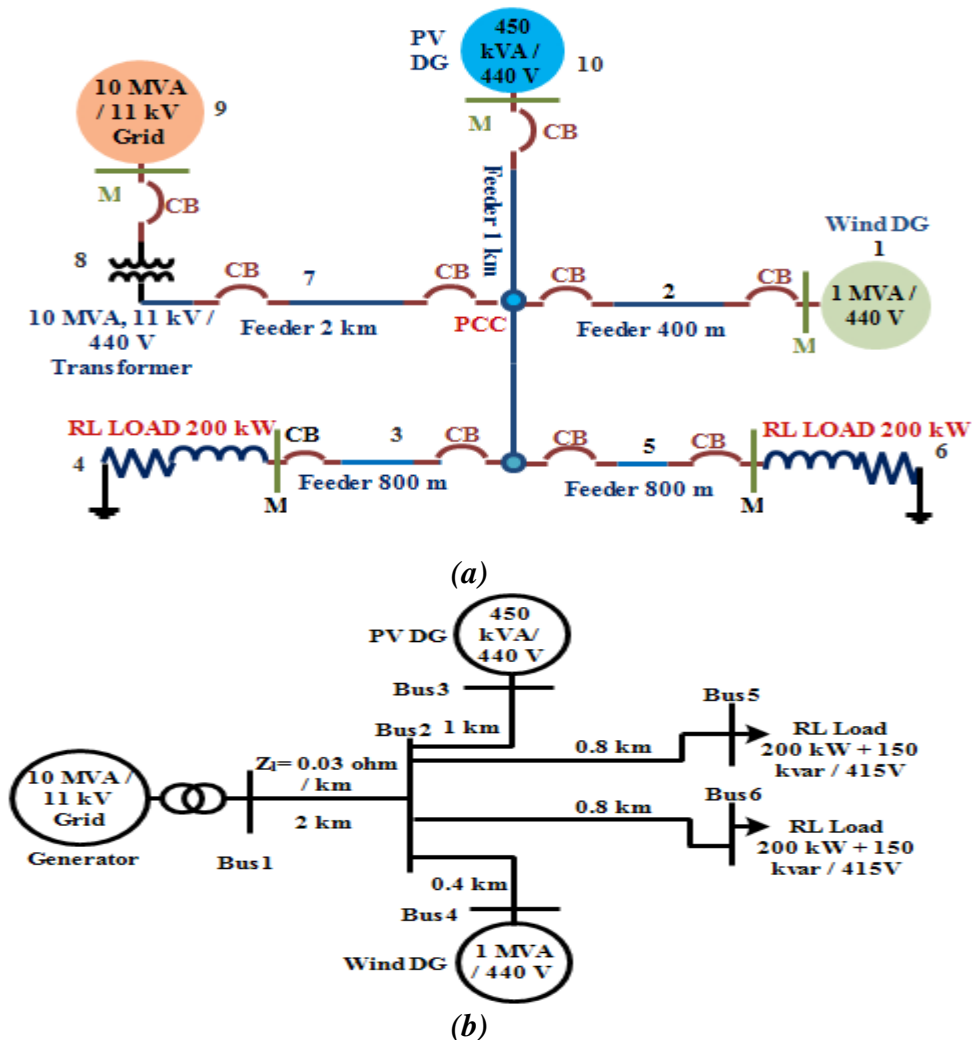 PV
DG
450
kVA /
440 V
10
M
CB
Feeder 1 km
10 MVA
/ 11 kV
Grid
9
M
CB
8
10 MVA, 11 kV /
440 V
Transformer
CB
7
CB
Feeder 2 km
PCC
CB
2
CB
Feeder 400 m
Wind DG
1
1 MVA /
440 V
M
RL LOAD 200 kW
4
M
CB
3
CB
Feeder 800 m
CB
5
CB
Feeder 800 m
M
RL LOAD 200 kW
6
(a)
PV DG
450
kVA/
440 V
Bus3
1 km
Bus2
10 MVA /
11 kV
Grid
Generator
Bus1
Zl= 0.03 ohm
/ km
2 km
0.8 km
Bus5
RL Load
200 kW + 150
kvar / 415V
0.8 km
Bus6
RL Load
200 kW + 150
kvar / 415V
0.4 km
Bus4
Wind DG
1 MVA
/ 440 V
(b)